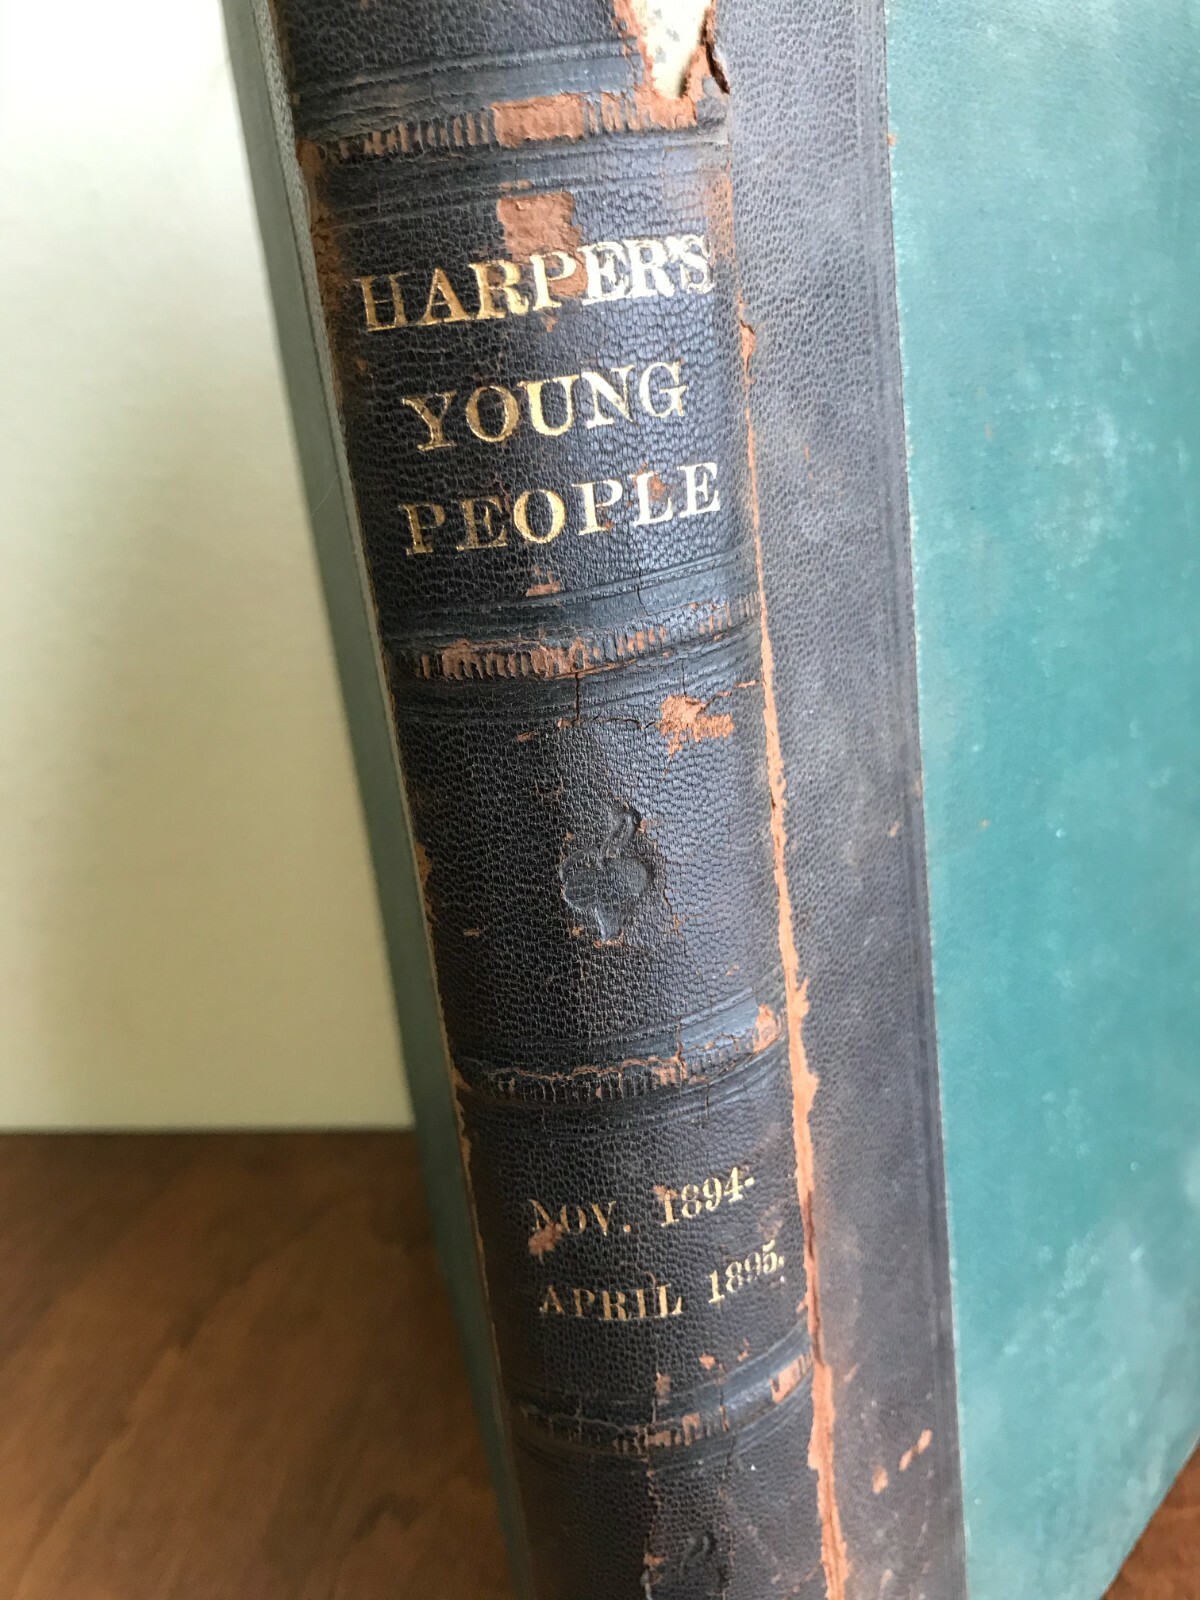 HARPER'S
YOUNG
PEOPLE
NOV. 1894-
APRIL 1895.